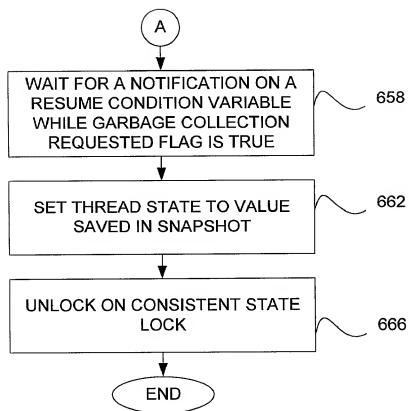 A
WAIT FOR A NOTIFICATION ON A
RESUME CONDITION VARIABLE
WHILE GARBAGE COLLECTION
REQUESTED FLAG IS TRUE
658
SET THREAD STATE TO VALUE
SAVED IN SNAPSHOT
662
UNLOCK ON CONSISTENT STATE
LOCK
666
END